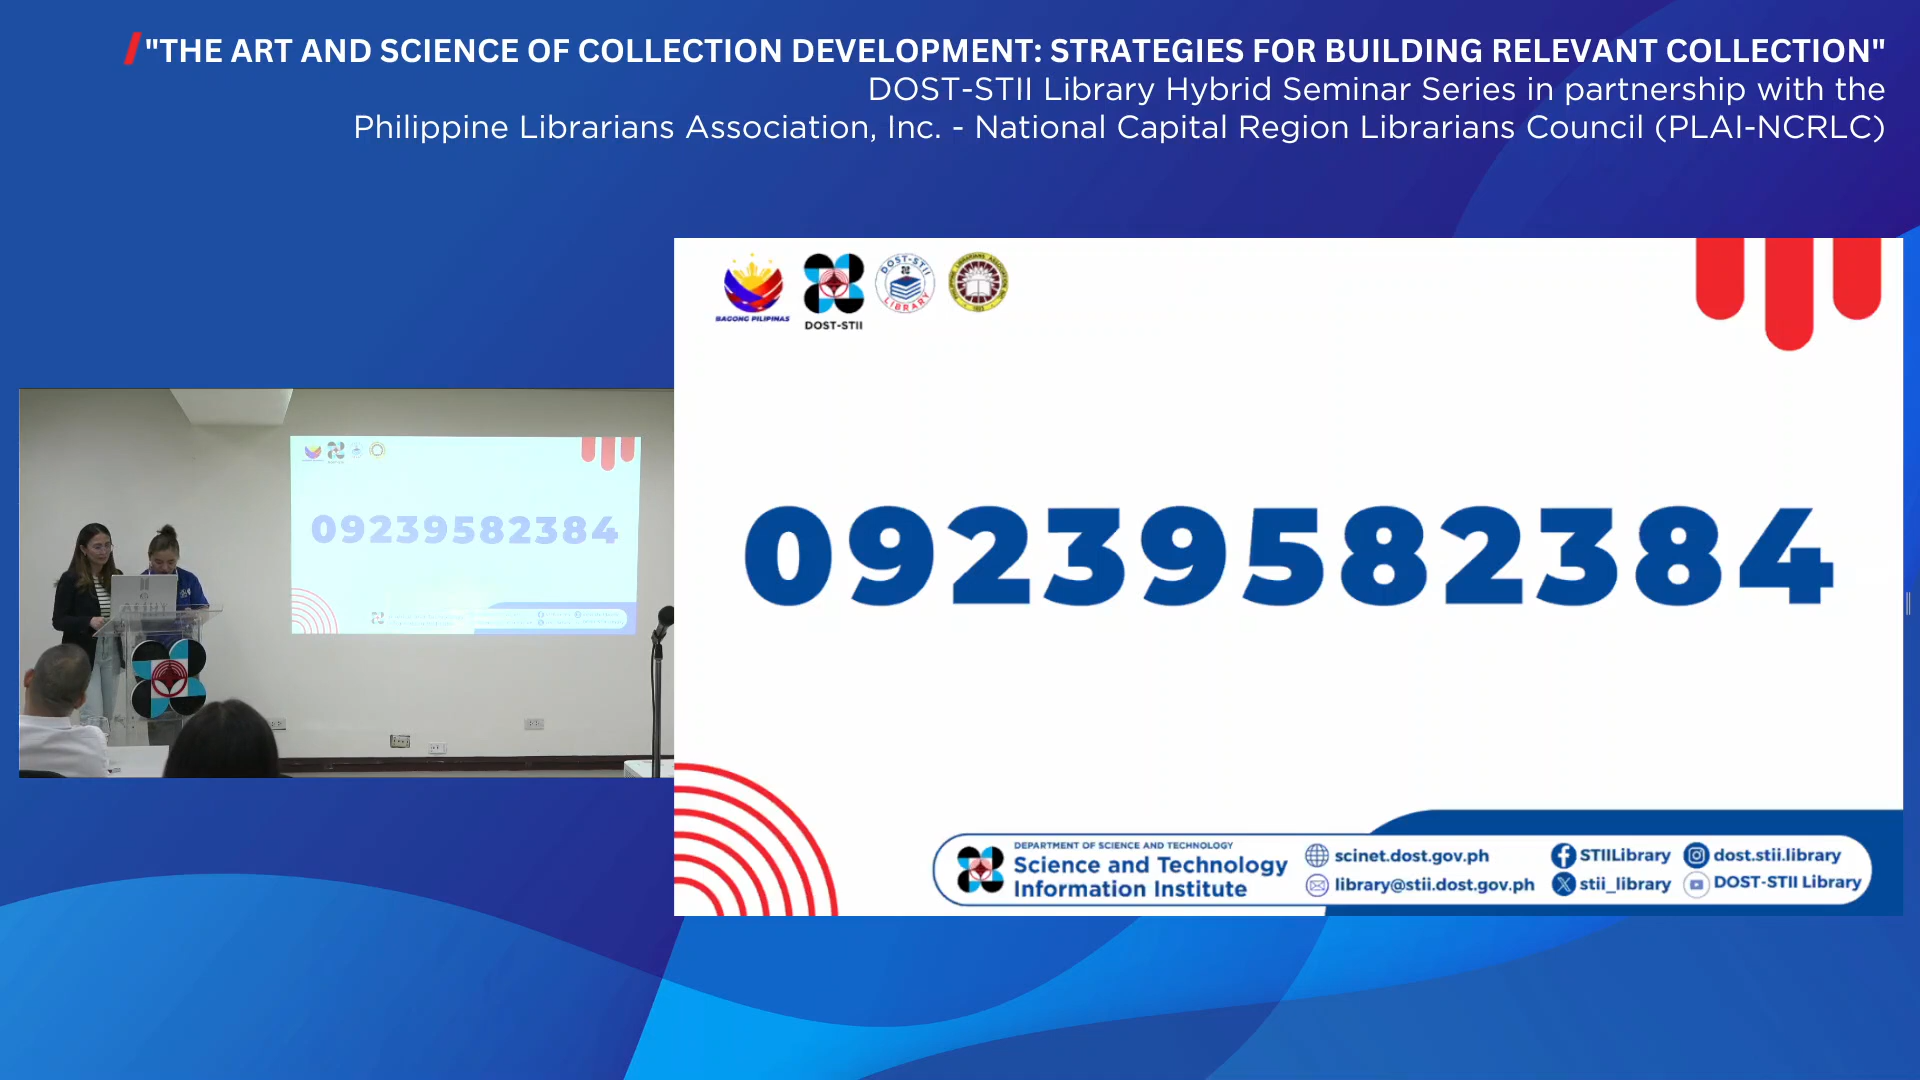 "THE ART AND SCIENCE OF COLLECTION DEVELOPMENT: STRATEGIES FOR BUILDING RELEVANT COLLECTION"
DOST-STII Library Hybrid Seminar Series in partnership with the
Philippine Librarians Association, Inc. - National Capital Region Librarians Council (PLAI-NCRLC)
BAGONG PILIPINAS
DOST-STII
DOST-STII
LIBRARY
09239582384
09239582384
DEPARTMENT OF SCIENCE AND TECHNOLOGY
Science and Technology
Information Institute
scinet.dost.gov.ph
library@stii.dost.gov.ph
STIILibrary
stii_library
dost.stii.library
DOST-STII Library